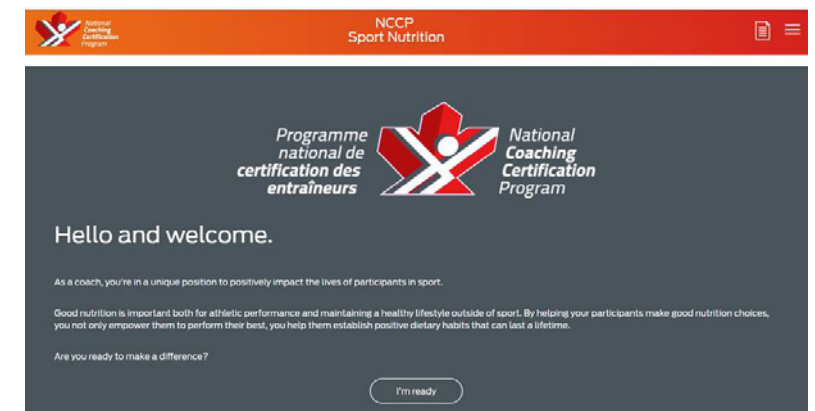 National
Coaching
Certification
Program
NCCP
Sport Nutrition
Programme
national de
certification des
entraîneurs
National
Coaching
Certification
Program
Hello and welcome.
As a coach, you're in a unique position to positively impact the lives of participants in sport.
Good nutrition is important both for athletic performance and maintaining a healthy lifestyle outside of sport. By helping your participants make good nutrition choices,
you not only empower them to perform their best, you help them establish positive dietary habits that can last a lifetime.
Are you ready to make a difference?
I'm ready